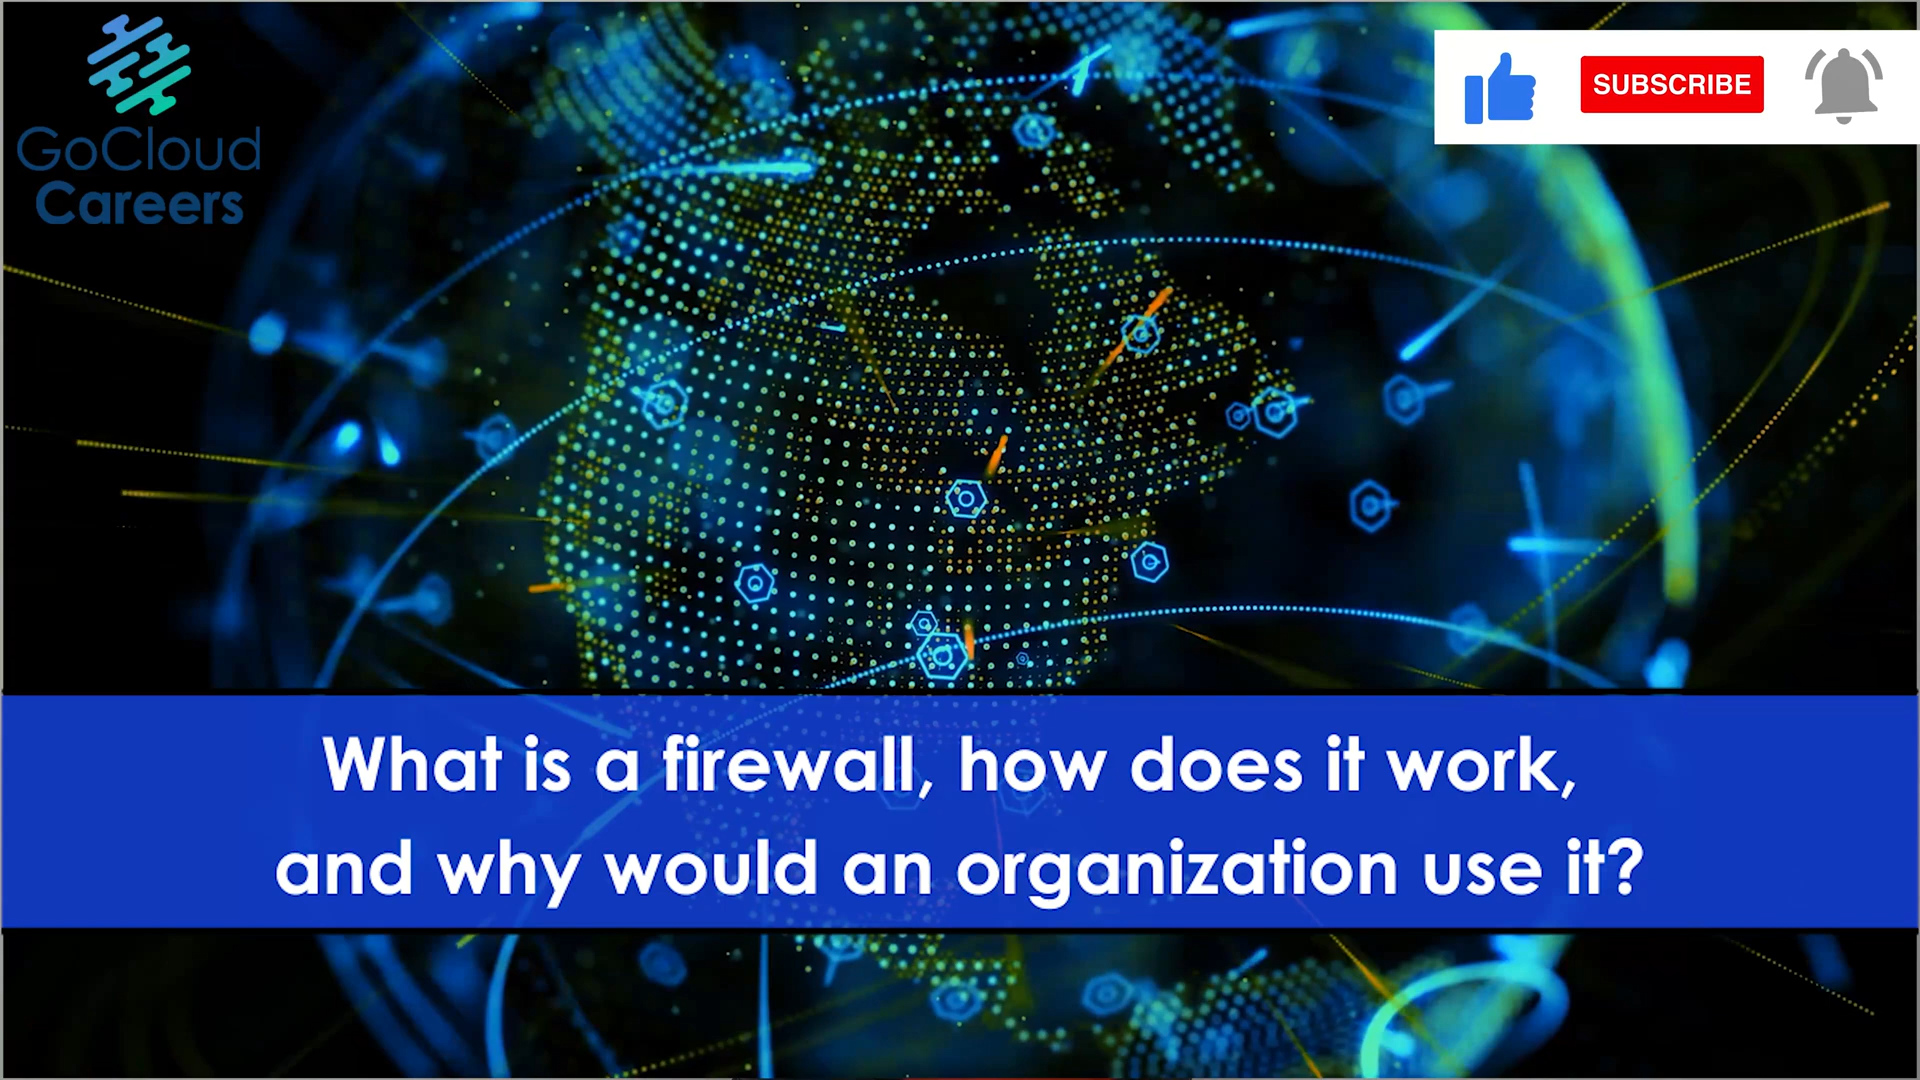 GoCloud
Careers
SUBSCRIBE
What is a firewall, how does it work,
and why would an organization use it?